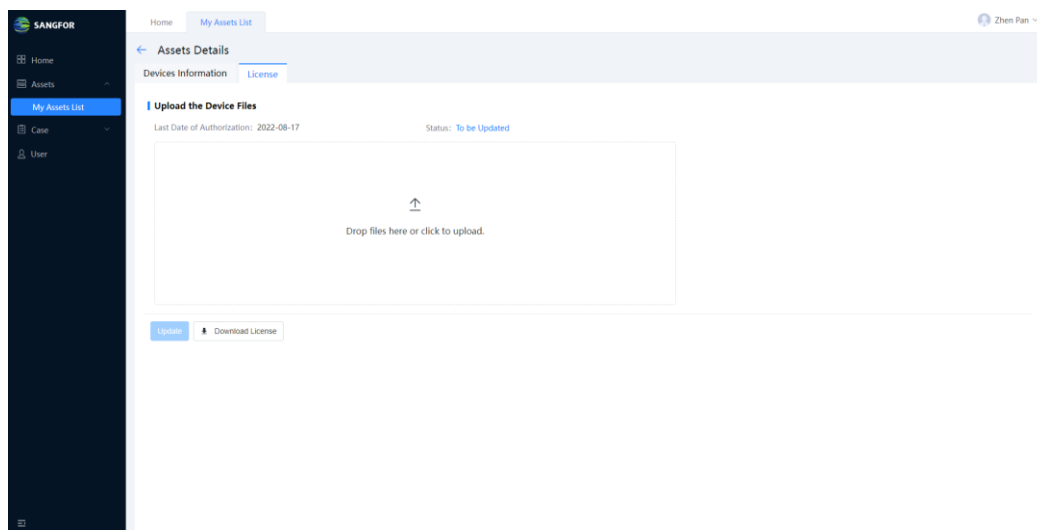 SANGFOR
Home
My Assets List
Zhen Pan
Home
Assets
My Assets List
Case
User
Assets Details
Devices Information
License
Upload the Device Files
Last Date of Authorization: 2022-08-17
Status: To be Updated
Drop files here or click to upload.
Update
Download License